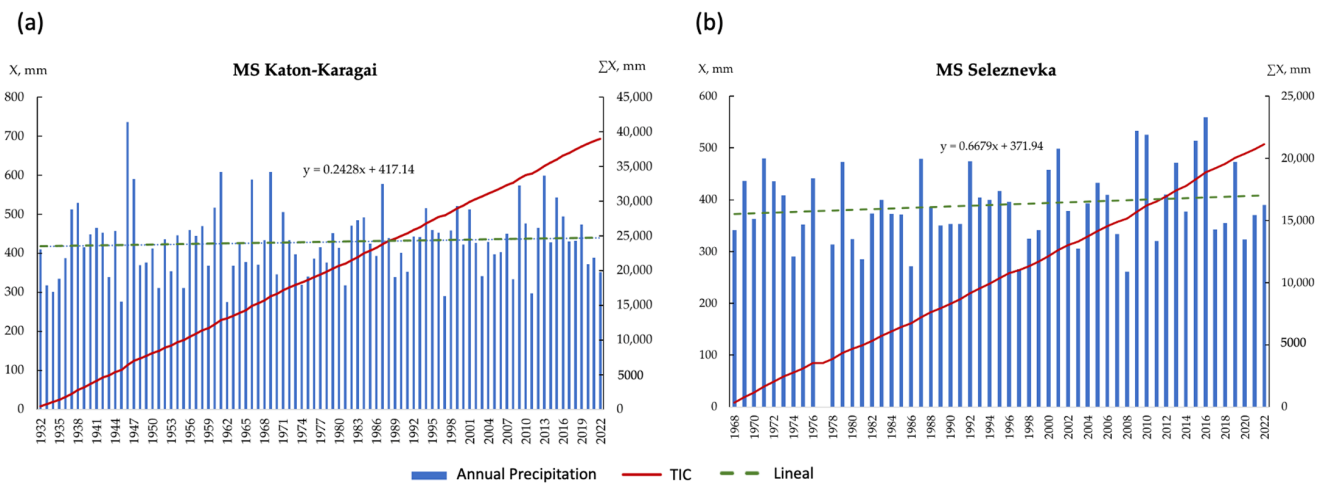 (a)
X, mm
MS Katon-Karagai
∑X, mm
800
700
600
500
400
300
200
100
0
45,000
40,000
35,000
30,000
25,000
20,000
15,000
10,000
5000
0
y = 0.2428x + 417.14
1932 1935 1938 1941 1944 1947 1950 1953 1956 1959 1962 1965 1968 1971 1974 1977 1980 1983 1986 1989 1992 1995 1998 2001 2004 2007 2010 2013 2016 2019 2022
(b)
X, mm
MS Seleznevka
∑X, mm
600
500
400
300
200
100
0
25,000
20,000
15,000
10,000
5000
0
y = 0.6679x + 371.94
1968 1970 1972 1974 1976 1978 1980 1982 1984 1986 1988 1990 1992 1994 1996 1998 2000 2002 2004 2006 2008 2010 2012 2014 2016 2018 2020 2022
Annual Precipitation TIC Lineal